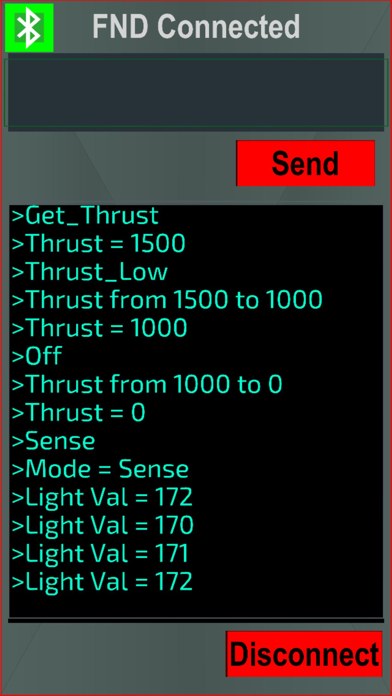 FND Connected
Send
>Get_Thrust
>Thrust = 1500
>Thrust_Low
>Thrust from 1500 to 1000
>Thrust = 1000
>Off
>Thrust from 1000 to 0
>Thrust = 0
>Sense
>Mode = Sense
>Light Val = 172
>Light Val = 170
>Light Val = 171
>Light Val = 172
Disconnect